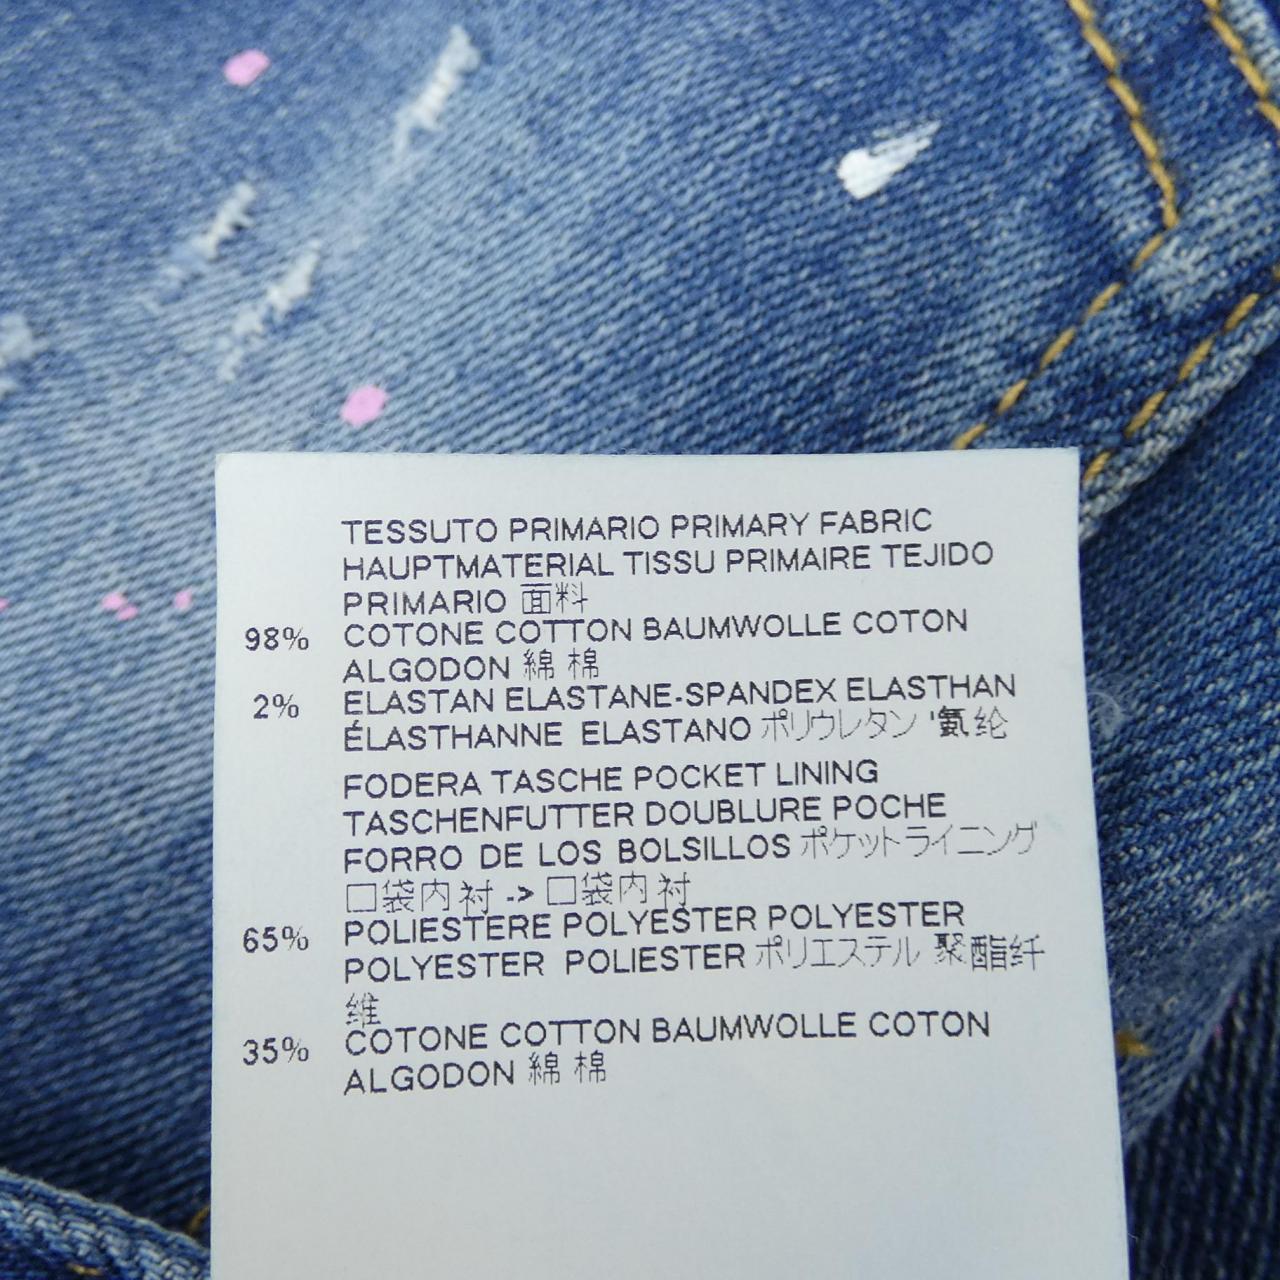 TESSUTO PRIMARIO PRIMARY FABRIC
HAUPTMATERIAL TISSU PRIMAIRE TEJIDO
PRIMARIO 面料
98% COTONE COTTON BAUMWOLLE COTON
ALGODON 綿 棉
2% ELASTAN ELASTANE-SPANDEX ELASTHAN
ÉLASTHANNE ELASTANO ポリウレタン '氨纶
FODERA TASCHE POCKET LINING
TASCHENFUTTER DOUBLURE POCHE
FORRO DE LOS BOLSILLOS ポケットライニング
口袋内衬 -> 口袋内衬
65% POLIESTERE POLYESTER POLYESTER
POLYESTER POLIESTER ポリエステル 聚酯纤
维
35% COTONE COTTON BAUMWOLLE COTON
ALGODON 綿 棉